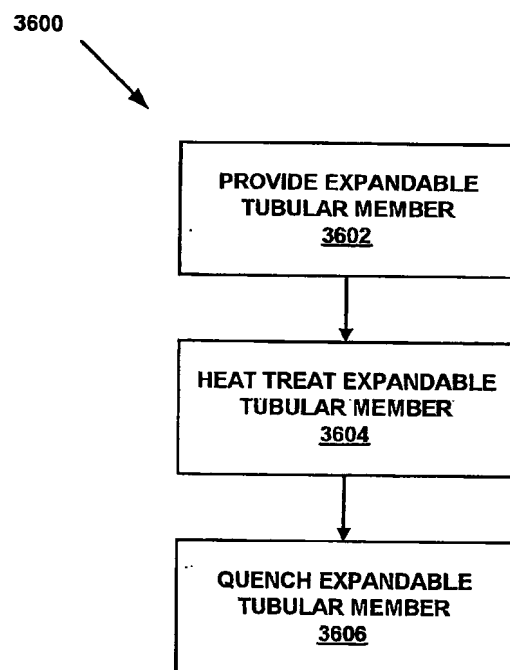 3600
PROVIDE EXPANDABLE
TUBULAR MEMBER
3602
HEAT TREAT EXPANDABLE
TUBULAR MEMBER
3604
QUENCH EXPANDABLE
TUBULAR MEMBER
3606